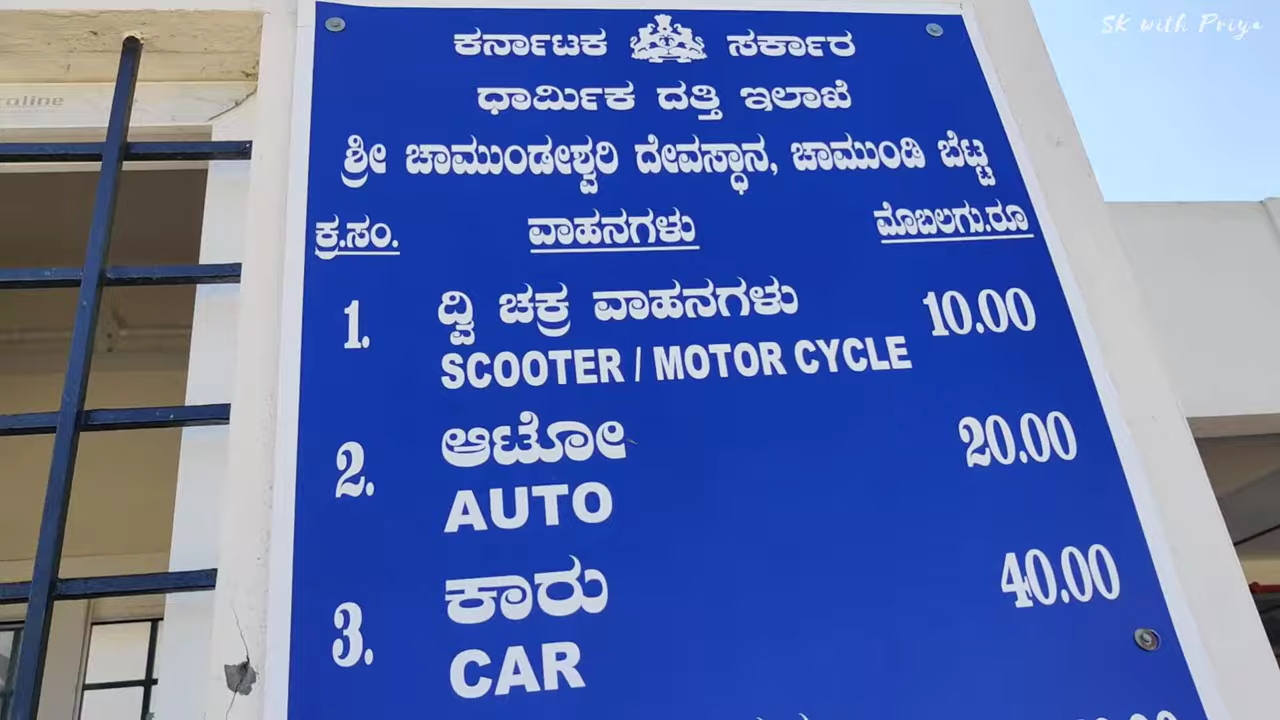 SK with Priya
roline
ಕರ್ನಾಟಕ ಸರ್ಕಾರ
ಧಾರ್ಮಿಕ ದತ್ತಿ ಇಲಾಖೆ
ಶ್ರೀ ಚಾಮುಂಡೇಶ್ವರಿ ದೇವಸ್ಥಾನ, ಚಾಮುಂಡಿ ಬೆಟ್ಟ
ಕ್ರ.ಸಂ. ವಾಹನಗಳು ಮೊಬಲಗು.ರೂ
1. ದ್ವಿ ಚಕ್ರ ವಾಹನಗಳು 10.00
SCOOTER / MOTOR CYCLE
2. ಆಟೋ 20.00
AUTO
3. ಕಾರು 40.00
CAR